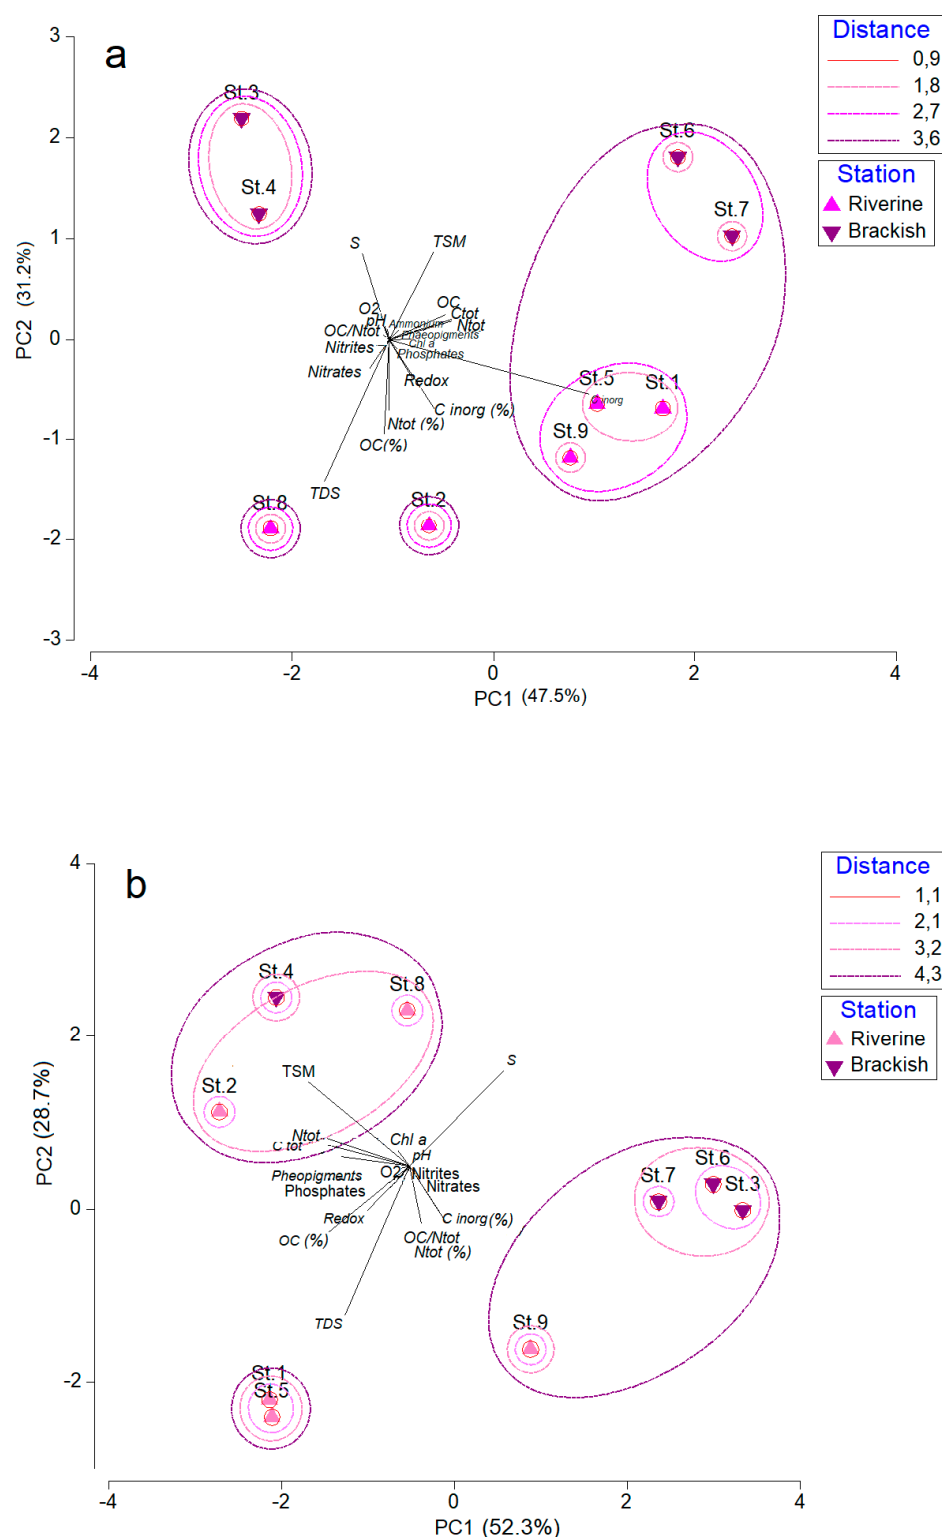 a
Distance
0,9
1,8
2,7
3,6
Station
Riverine
Brackish
3
2
1
0
-1
-2
-3
PC2 (31.2%)
St.3
St.4
St.6
St.7
S
TSM
O2
OC
pH
Ammonium
Ctot
OC/Ntot
Phaeopigments
Ntot
Nitrites
Chl a
Phosphates
Nitrates
Redox
St.5
St.1
C inorg
C inorg (%)
Ntot (%)
St.9
OC(%)
TDS
St.8
St.2
-4
-2
0
2
4
PC1 (47.5%)
b
Distance
1,1
2,1
3,2
4,3
Station
Riverine
Brackish
4
2
0
-2
PC2 (28.7%)
St.4
St.8
St.2
TSM
S
Ntot
Chl a
C tot
pH
Pheopigments
O2
Nitrites
Phosphates
Nitrates
St.7
St.6
St.3
Redox
C inorg(%)
OC (%)
OC/Ntot
Ntot (%)
TDS
St.9
St.1
St.5
-4
-2
0
2
4
PC1 (52.3%)